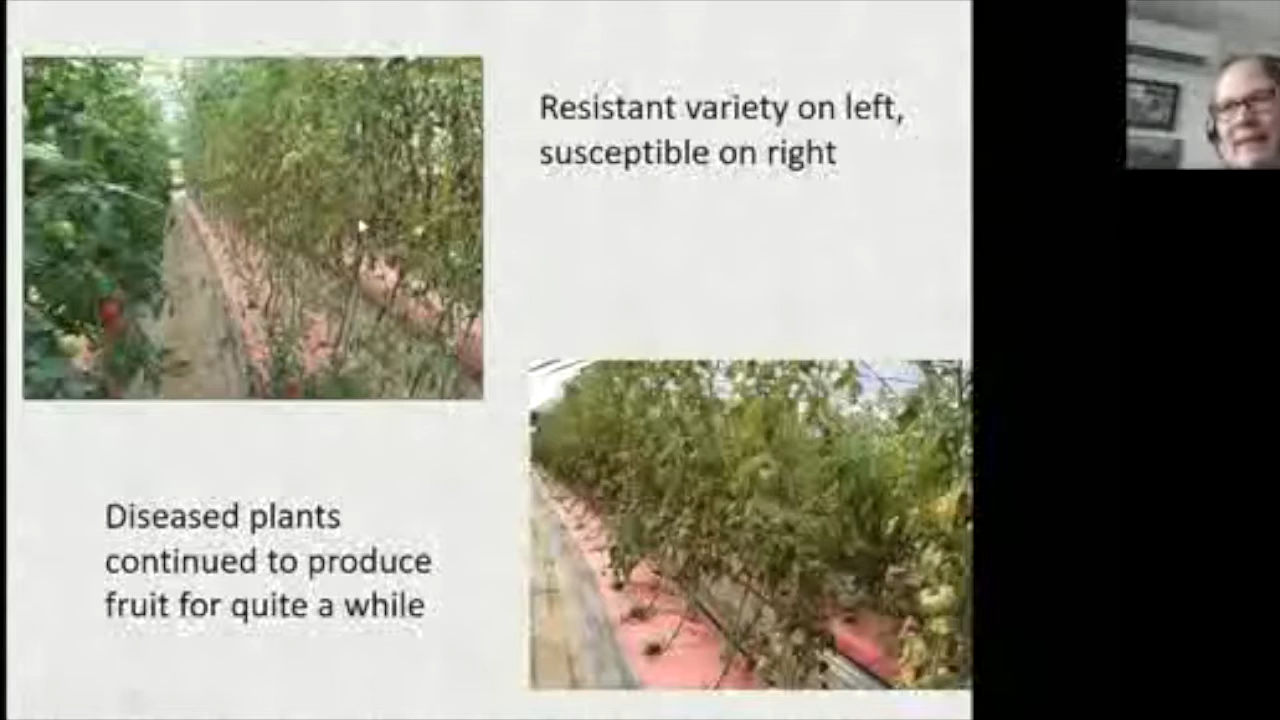 Resistant variety on left,
susceptible on right
Diseased plants
continued to produce
fruit for quite a while